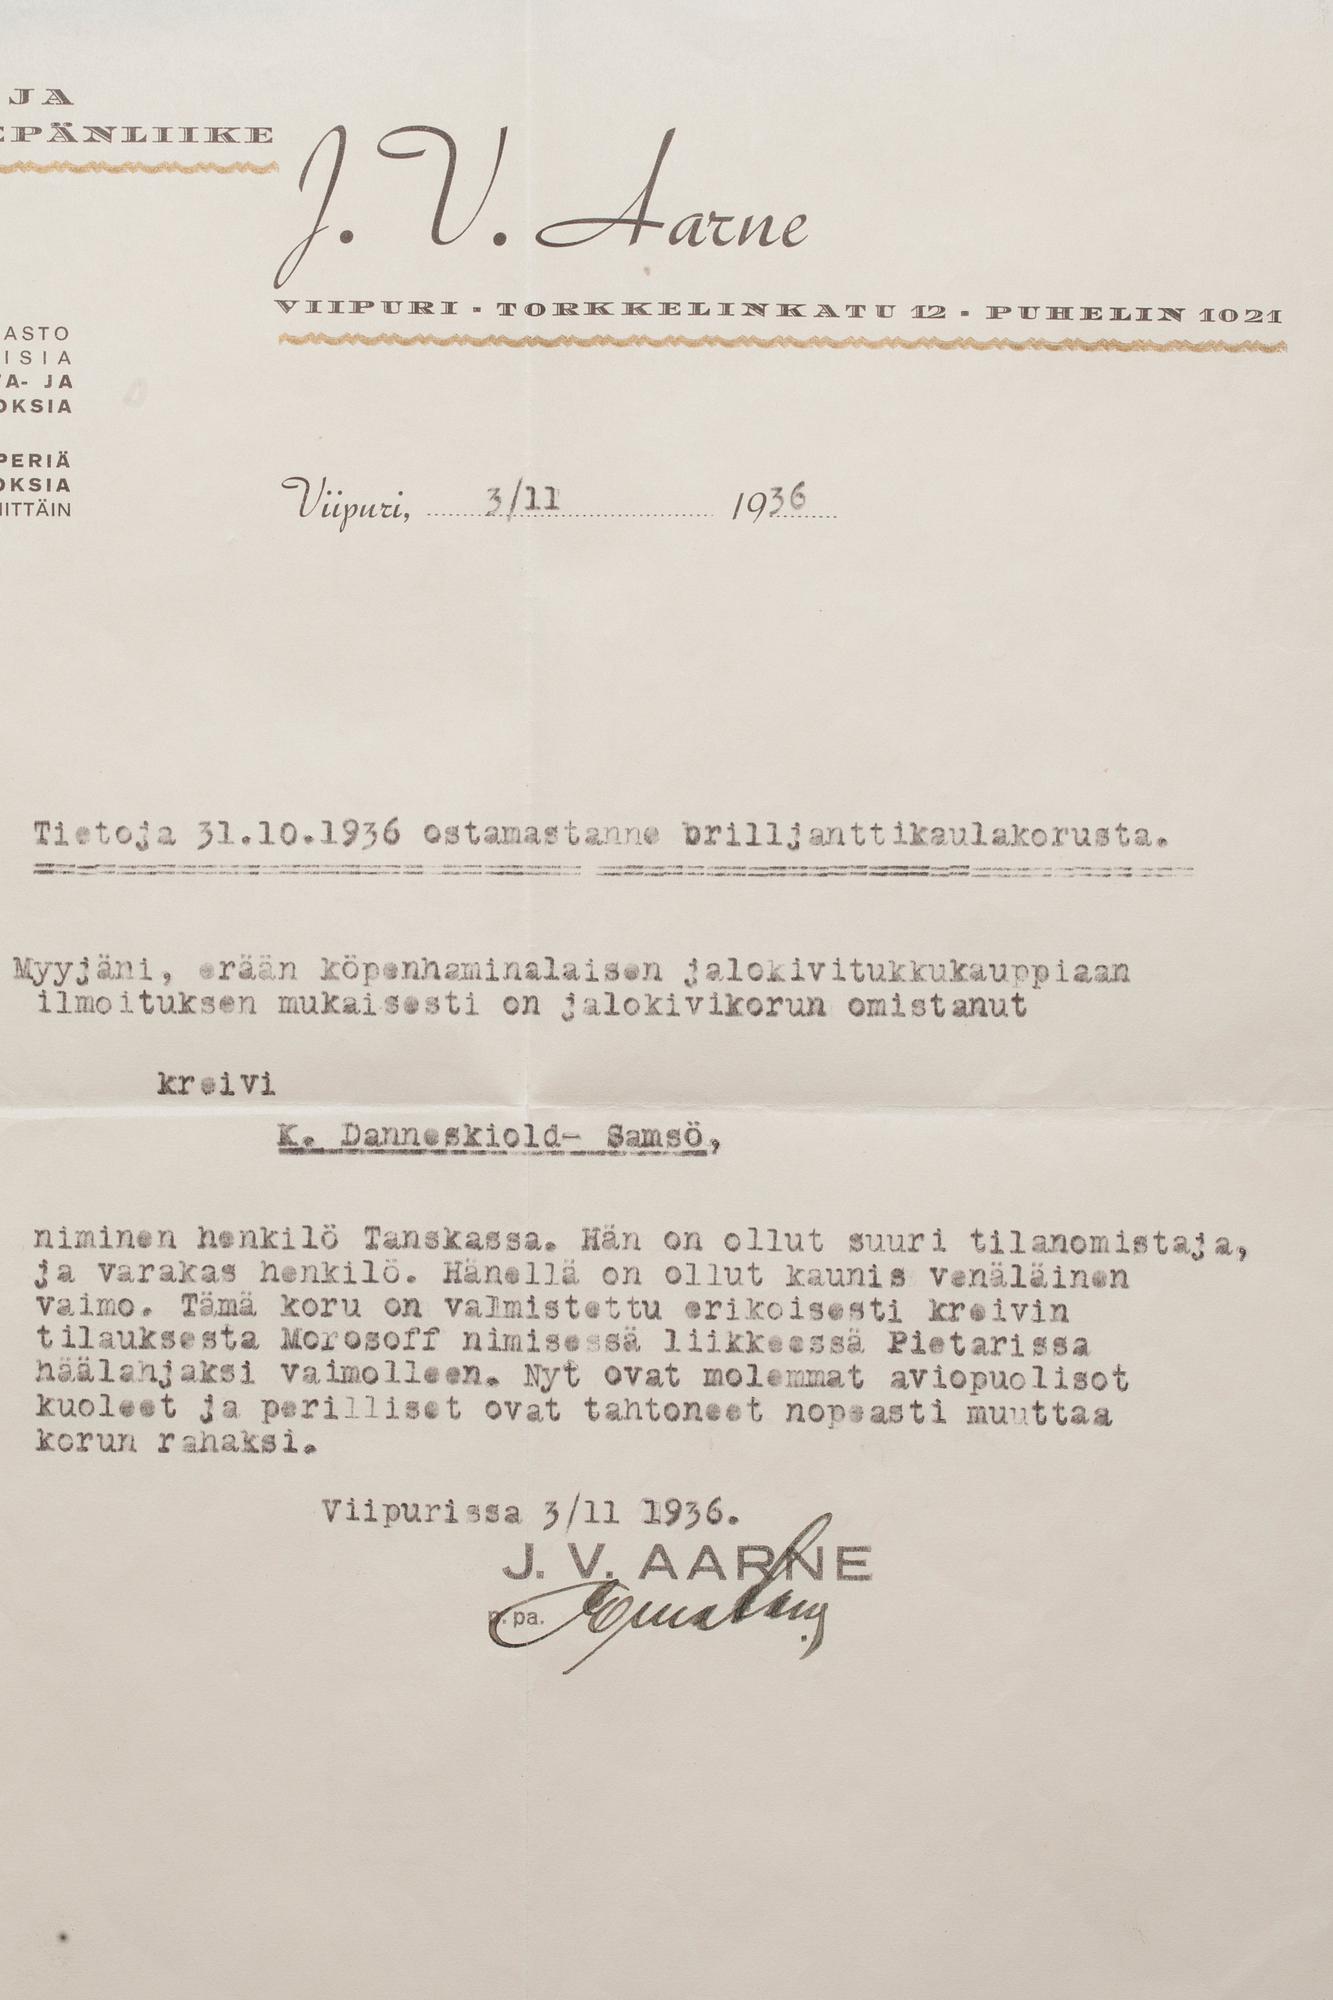 JA
EPÄNLIIKE
J. V. Aarne
VIIPURI - TORKKELINKATU 12 - PUHELIN 1021
ASTO
ISIA
TA- JA
OKSIA
PERIÄ
OKSIA
MITTÄIN
Viipuri, 3/11 1936
Tietoja 31.10.1936 ostamastanne brilljanttikaulakorusta.
Myyjäni, erään köpenhaminalaisen jalokivitukkukauppiaan
ilmoituksen mukaisesti on jalokivikorun omistanut
kreivi
K. Danneskiold- Samsö,
niminen henkilö Tanskassa. Hän on ollut suuri tilanomistaja,
ja varakas henkilö. Hänellä on ollut kaunis venäläinen
vaimo. Tämä koru on valmistettu erikoisesti kreivin
tilauksesta Morosoff nimisessä liikkeessä Pietarissa
häälahjaksi vaimolleen. Nyt ovat molemmat aviopuolisot
kuoleet ja perilliset ovat tahtoneet nopeasti muuttaa
korun rahaksi.
Viipurissa 3/11 1936.
J. V. AARNE
p. pa.